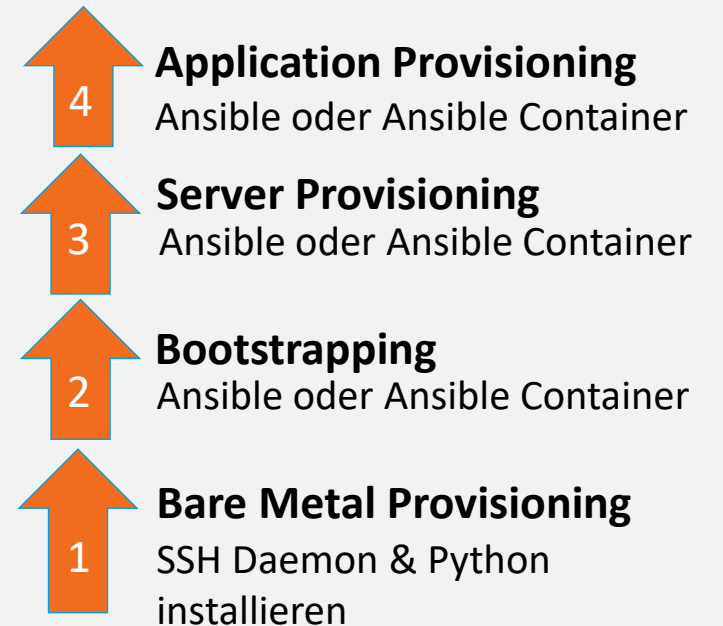 4
Application Provisioning
Ansible oder Ansible Container
3
Server Provisioning
Ansible oder Ansible Container
2
Bootstrapping
Ansible oder Ansible Container
1
Bare Metal Provisioning
SSH Daemon & Python
installieren